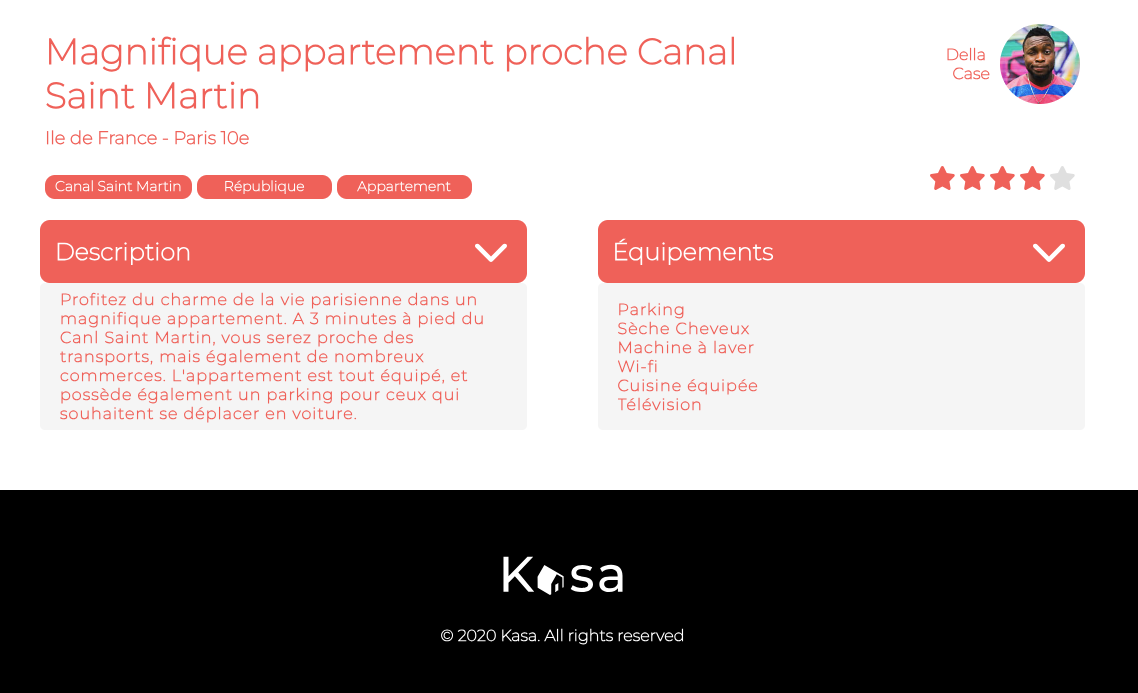 Magnifique appartement proche Canal
Saint Martin
Della
Case
Ile de France - Paris 10e
Canal Saint Martin République Appartement
Description
Profitez du charme de la vie parisienne dans un
magnifique appartement. A 3 minutes à pied du
Canl Saint Martin, vous serez proche des
transports, mais également de nombreux
commerces. L'appartement est tout équipé, et
possède également un parking pour ceux qui
souhaitent se déplacer en voiture.
Équipements
Parking
Sèche Cheveux
Machine à laver
Wi-fi
Cuisine équipée
Télévision
Kasa
© 2020 Kasa. All rights reserved